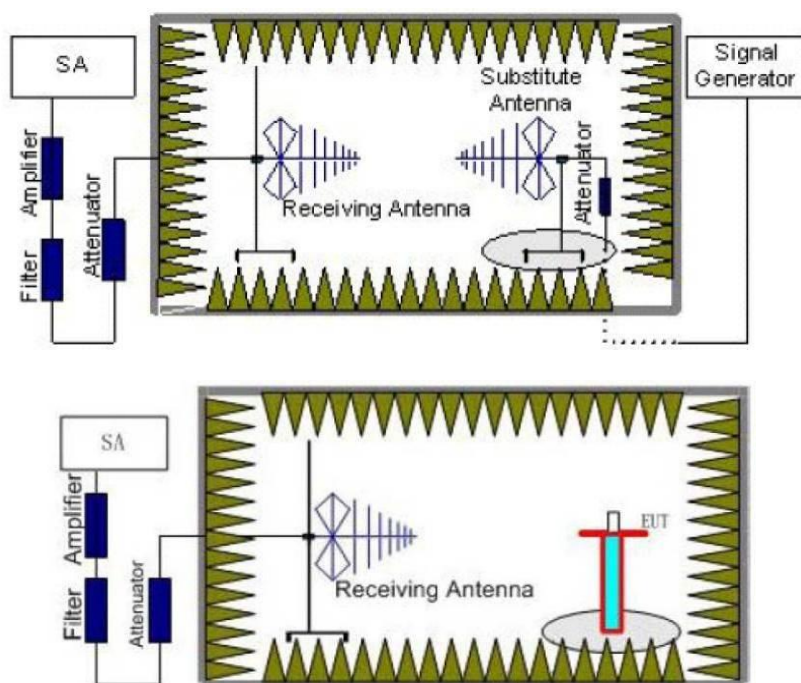 SA
Signal
Generator
Substitute
Antenna
Amplifier
Filter
Attenuator
Receiving Antenna
Attenuator
SA
Amplifier
Filter
Attenuator
Receiving Antenna
EUT